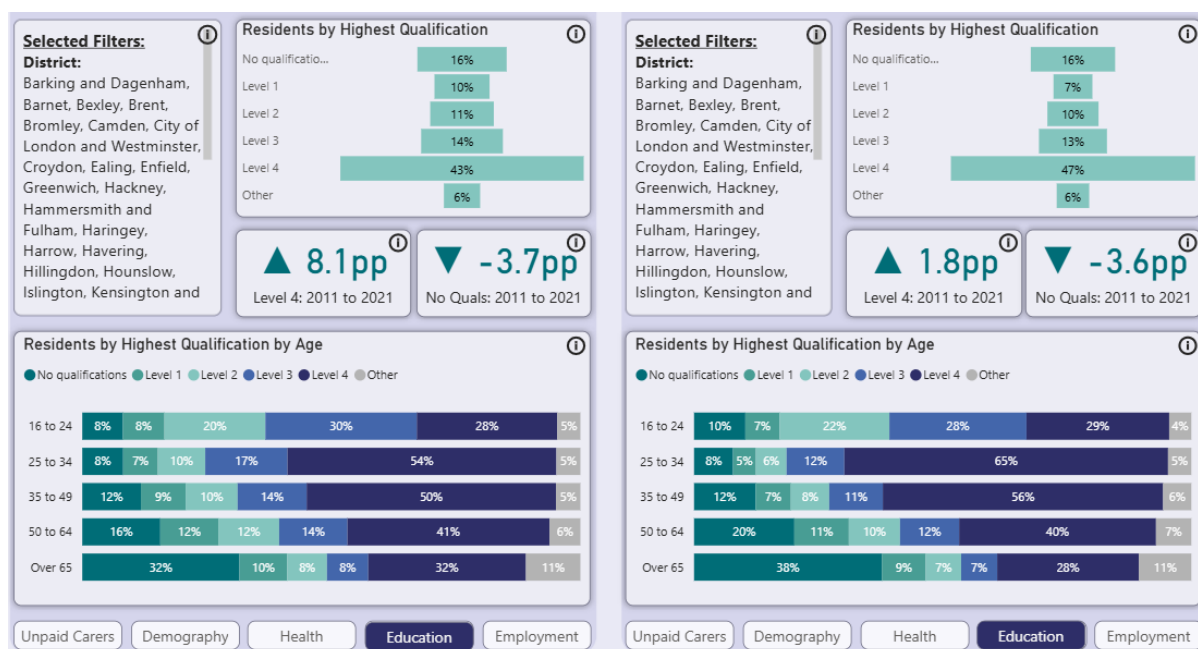 Selected Filters:
District:
Barking and Dagenham,
Barnet, Bexley, Brent,
Bromley, Camden, City of
London and Westminster,
Croydon, Ealing, Enfield,
Greenwich, Hackney,
Hammersmith and
Fulham, Haringey,
Harrow, Havering,
Hillingdon, Hounslow,
Islington, Kensington and
Residents by Highest Qualification
No qualificatio... 16%
Level 1 10%
Level 2 11%
Level 3 14%
Level 4 43%
Other 6%
▲ 8.1pp
Level 4: 2011 to 2021
▼ -3.7pp
No Quals: 2011 to 2021
Residents by Highest Qualification by Age
No qualifications Level 1 Level 2 Level 3 Level 4 Other
16 to 24 8% 8% 20% 30% 28% 5%
25 to 34 8% 7% 10% 17% 54% 5%
35 to 49 12% 9% 10% 14% 50% 5%
50 to 64 16% 12% 12% 14% 41% 6%
Over 65 32% 10% 8% 8% 32% 11%
Unpaid Carers Demography Health Education Employment
Selected Filters:
District:
Barking and Dagenham,
Barnet, Bexley, Brent,
Bromley, Camden, City of
London and Westminster,
Croydon, Ealing, Enfield,
Greenwich, Hackney,
Hammersmith and
Fulham, Haringey,
Harrow, Havering,
Hillingdon, Hounslow,
Islington, Kensington and
Residents by Highest Qualification
No qualificatio... 16%
Level 1 7%
Level 2 10%
Level 3 13%
Level 4 47%
Other 6%
▲ 1.8pp
Level 4: 2011 to 2021
▼ -3.6pp
No Quals: 2011 to 2021
Residents by Highest Qualification by Age
No qualifications Level 1 Level 2 Level 3 Level 4 Other
16 to 24 10% 7% 22% 28% 29% 4%
25 to 34 8% 5% 6% 12% 65% 5%
35 to 49 12% 7% 8% 11% 56% 6%
50 to 64 20% 11% 10% 12% 40% 7%
Over 65 38% 9% 7% 7% 28% 11%
Unpaid Carers Demography Health Education Employment